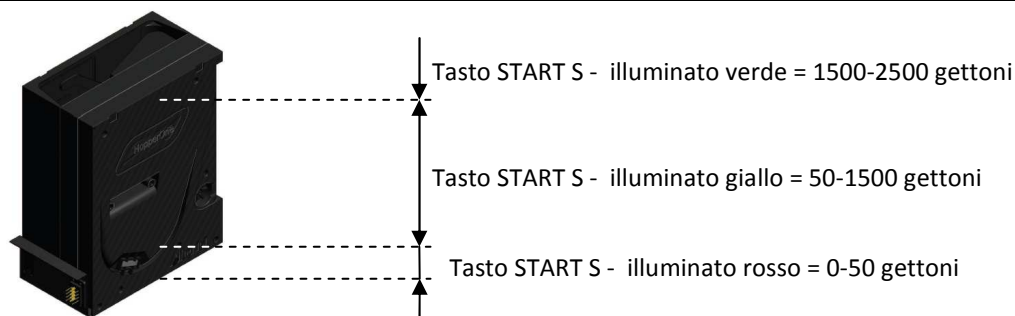 Tasto START S - illuminato verde = 1500-2500 gettoni
HopperOne
Tasto START S - illuminato giallo = 50-1500 gettoni
Tasto START S - illuminato rosso = 0-50 gettoni